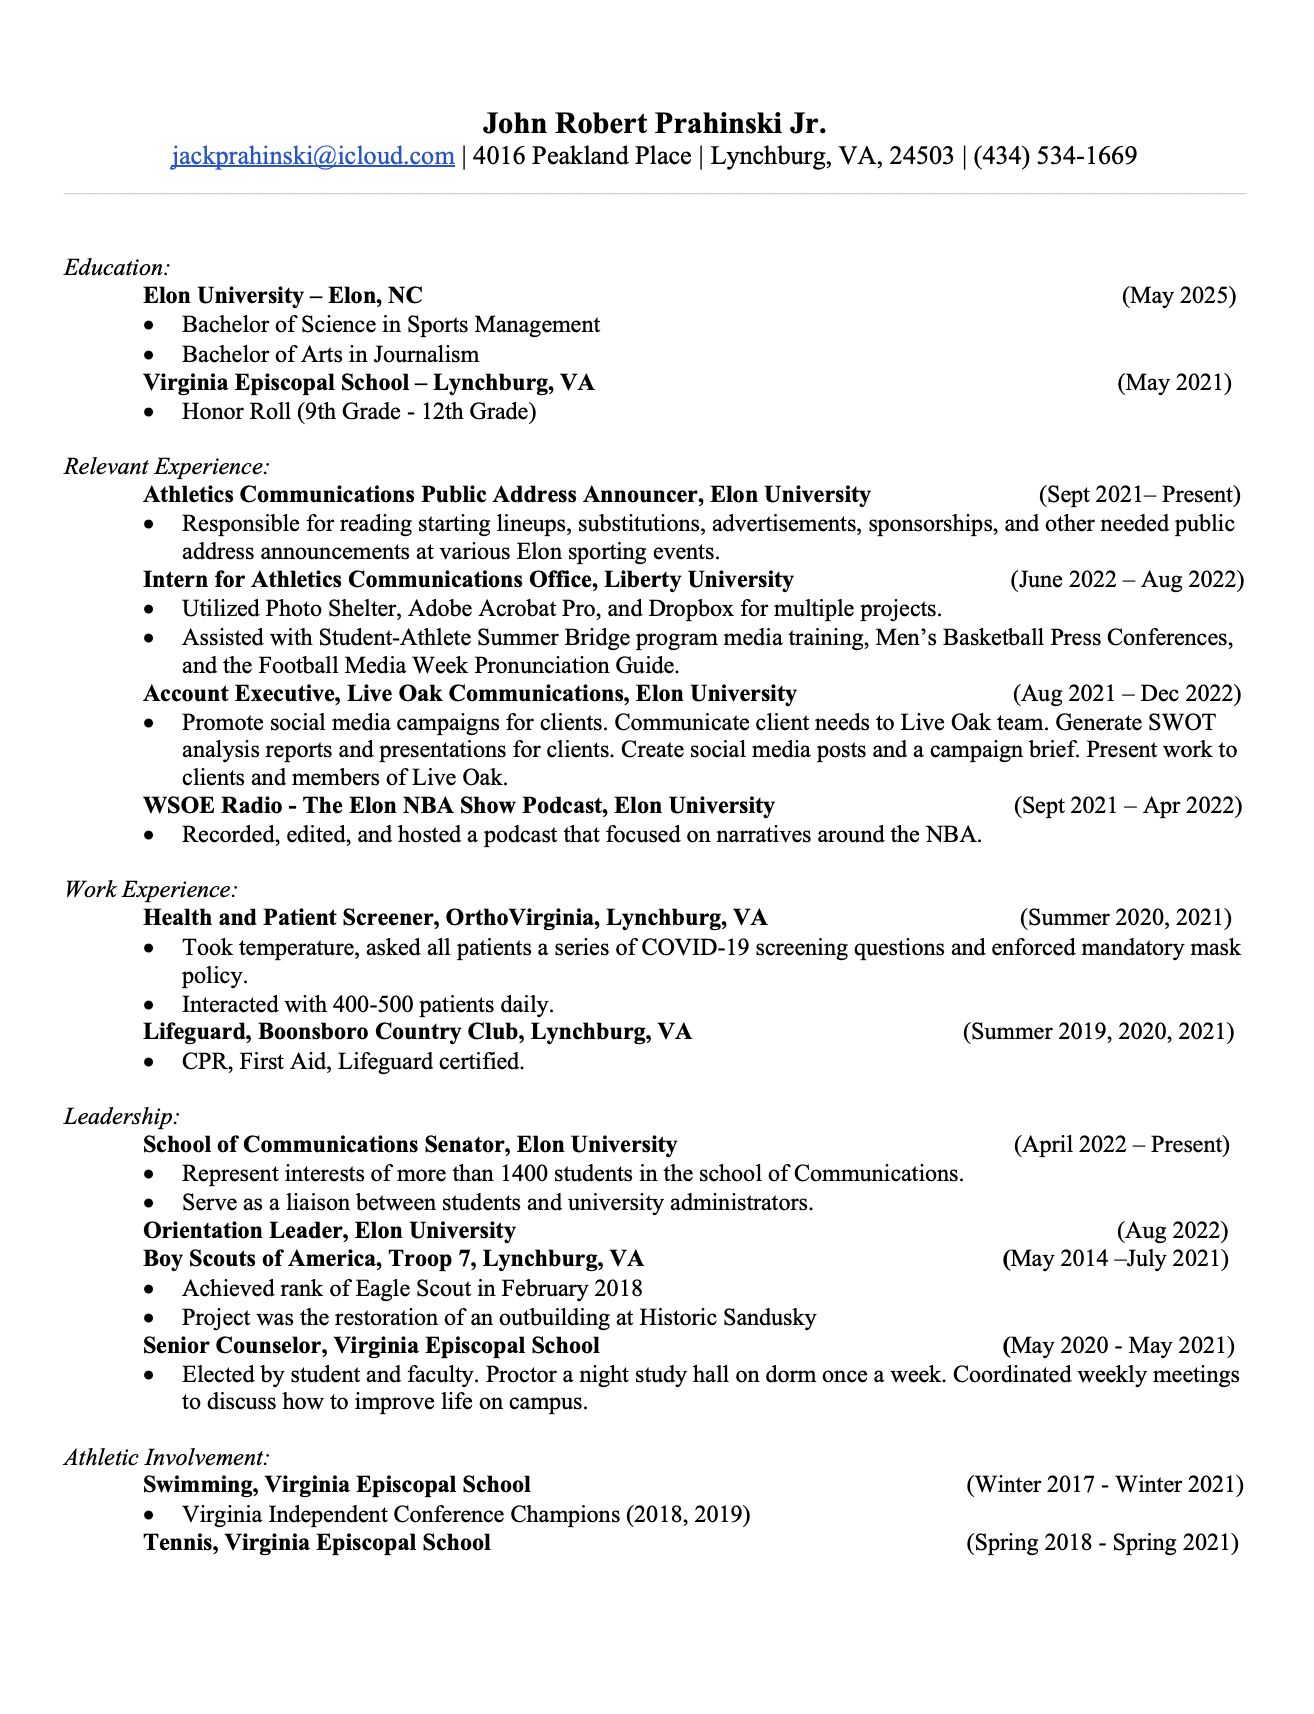 John Robert Prahinski Jr.
jackprahinski@icloud.com | 4016 Peakland Place | Lynchburg, VA, 24503 | (434) 534-1669
Education:
Elon University – Elon, NC (May 2025)
• Bachelor of Science in Sports Management
• Bachelor of Arts in Journalism
Virginia Episcopal School – Lynchburg, VA (May 2021)
• Honor Roll (9th Grade - 12th Grade)
Relevant Experience:
Athletics Communications Public Address Announcer, Elon University (Sept 2021– Present)
• Responsible for reading starting lineups, substitutions, advertisements, sponsorships, and other needed public
address announcements at various Elon sporting events.
Intern for Athletics Communications Office, Liberty University (June 2022 – Aug 2022)
• Utilized Photo Shelter, Adobe Acrobat Pro, and Dropbox for multiple projects.
• Assisted with Student-Athlete Summer Bridge program media training, Men’s Basketball Press Conferences,
and the Football Media Week Pronunciation Guide.
Account Executive, Live Oak Communications, Elon University (Aug 2021 – Dec 2022)
• Promote social media campaigns for clients. Communicate client needs to Live Oak team. Generate SWOT
analysis reports and presentations for clients. Create social media posts and a campaign brief. Present work to
clients and members of Live Oak.
WSOE Radio - The Elon NBA Show Podcast, Elon University (Sept 2021 – Apr 2022)
• Recorded, edited, and hosted a podcast that focused on narratives around the NBA.
Work Experience:
Health and Patient Screener, OrthoVirginia, Lynchburg, VA (Summer 2020, 2021)
• Took temperature, asked all patients a series of COVID-19 screening questions and enforced mandatory mask
policy.
• Interacted with 400-500 patients daily.
Lifeguard, Boonsboro Country Club, Lynchburg, VA (Summer 2019, 2020, 2021)
• CPR, First Aid, Lifeguard certified.
Leadership:
School of Communications Senator, Elon University (April 2022 – Present)
• Represent interests of more than 1400 students in the school of Communications.
• Serve as a liaison between students and university administrators.
Orientation Leader, Elon University (Aug 2022)
Boy Scouts of America, Troop 7, Lynchburg, VA (May 2014 –July 2021)
• Achieved rank of Eagle Scout in February 2018
• Project was the restoration of an outbuilding at Historic Sandusky
Senior Counselor, Virginia Episcopal School (May 2020 - May 2021)
• Elected by student and faculty. Proctor a night study hall on dorm once a week. Coordinated weekly meetings
to discuss how to improve life on campus.
Athletic Involvement:
Swimming, Virginia Episcopal School (Winter 2017 - Winter 2021)
• Virginia Independent Conference Champions (2018, 2019)
Tennis, Virginia Episcopal School (Spring 2018 - Spring 2021)